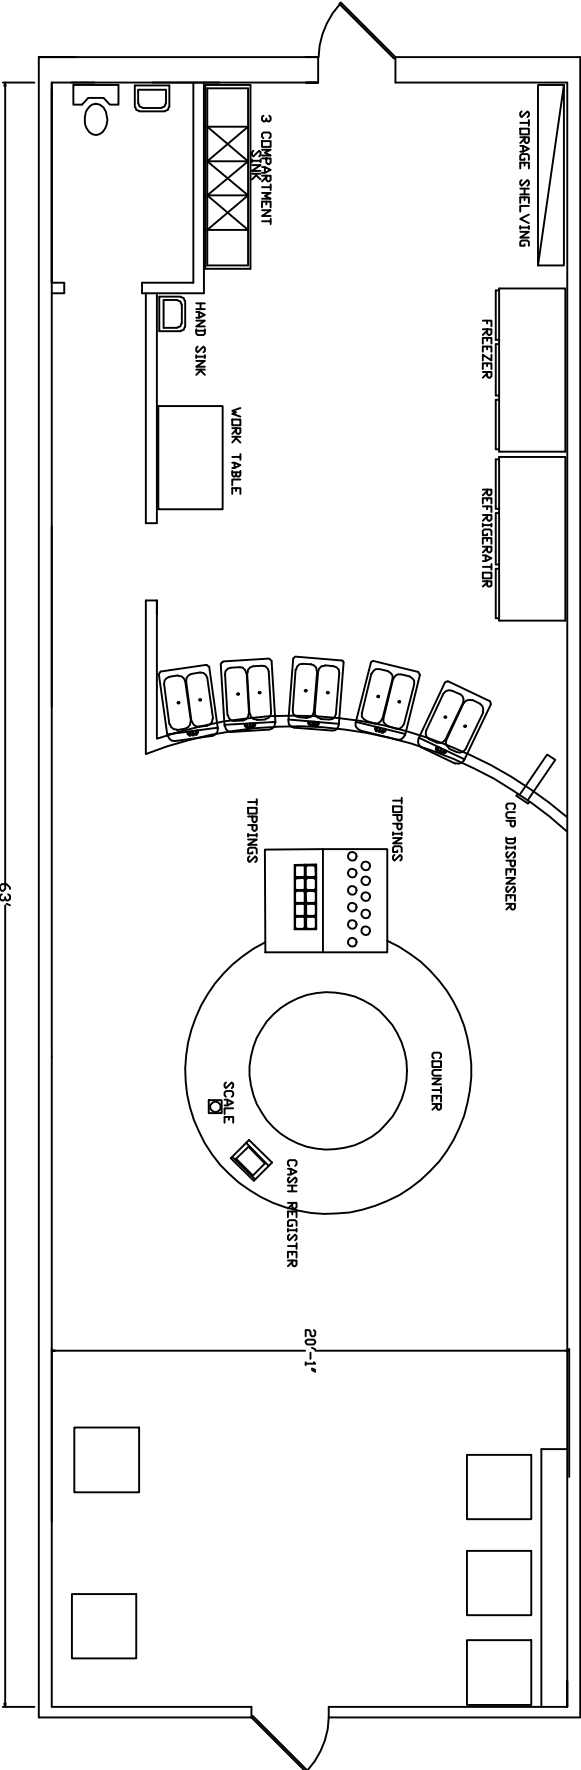 3 COMPARTMENT
SINK
STORAGE SHELVING
HAND SINK
FREEZER
WORK TABLE
REFRIGERATOR
TOPPINGS
TOPPINGS
CUP DISPENSER
63'
COUNTER
SCALE
CASH REGISTER
20'-1"